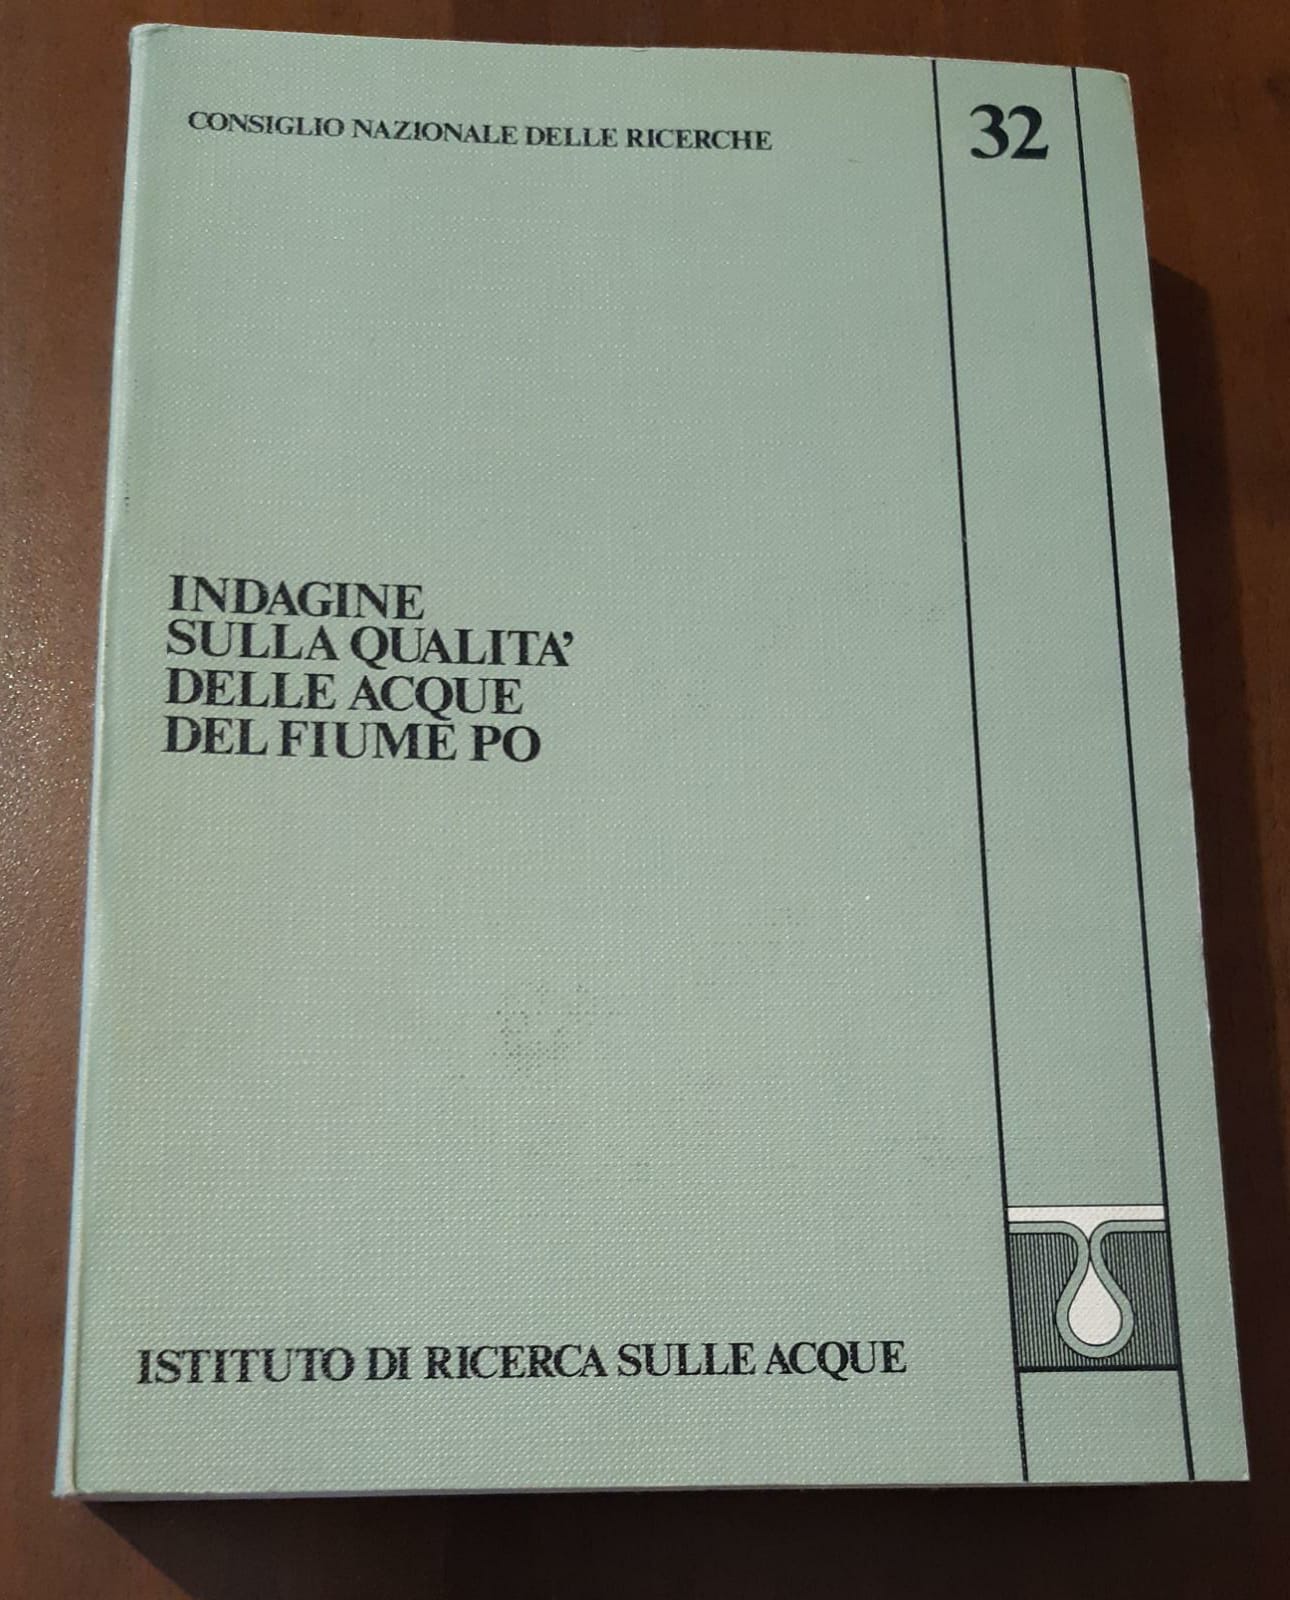 CONSIGLIO NAZIONALE DELLE RICERCHE
32
INDAGINE
SULLA QUALITA'
DELLE ACQUE
DEL FIUME PO
ISTITUTO DI RICERCA SULLE ACQUE